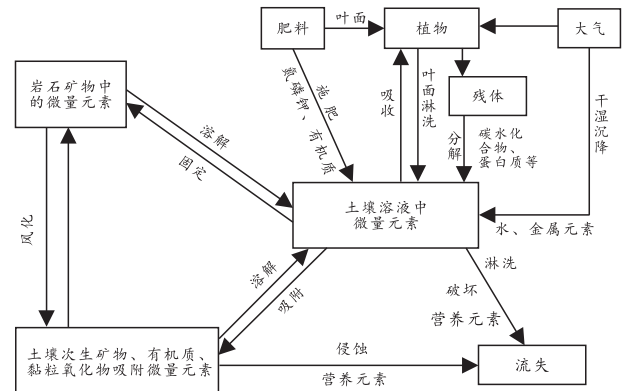 肥料
叶面
植物
大气
岩石矿物中
的微量元素
氮磷钾、有机质
施肥
吸收
叶面淋洗
残体
分解
碳水化
合物、
蛋白质等
干湿沉降
溶解
固定
土壤溶液中
微量元素
水、金属元素
风化
溶解
吸附
淋洗
破坏
营养元素
土壤次生矿物、有机质、
黏粒氧化物吸附微量元素
侵蚀
营养元素
流失